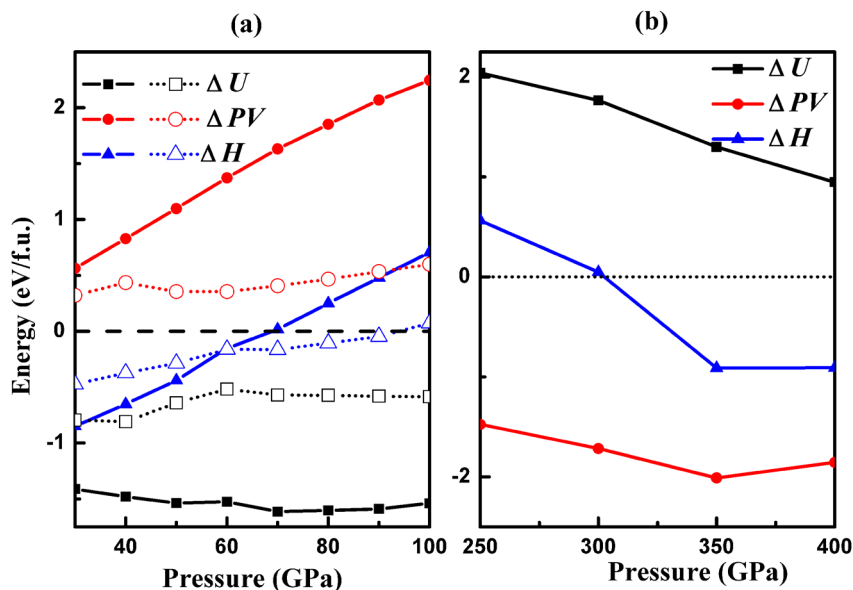 (a)
Δ U
Δ PV
Δ H
2
1
0
-1
Energy (eV/f.u.)
40 60 80 100
Pressure (GPa)
(b)
Δ U
Δ PV
Δ H
2
0
-2
250 300 350 400
Pressure (GPa)